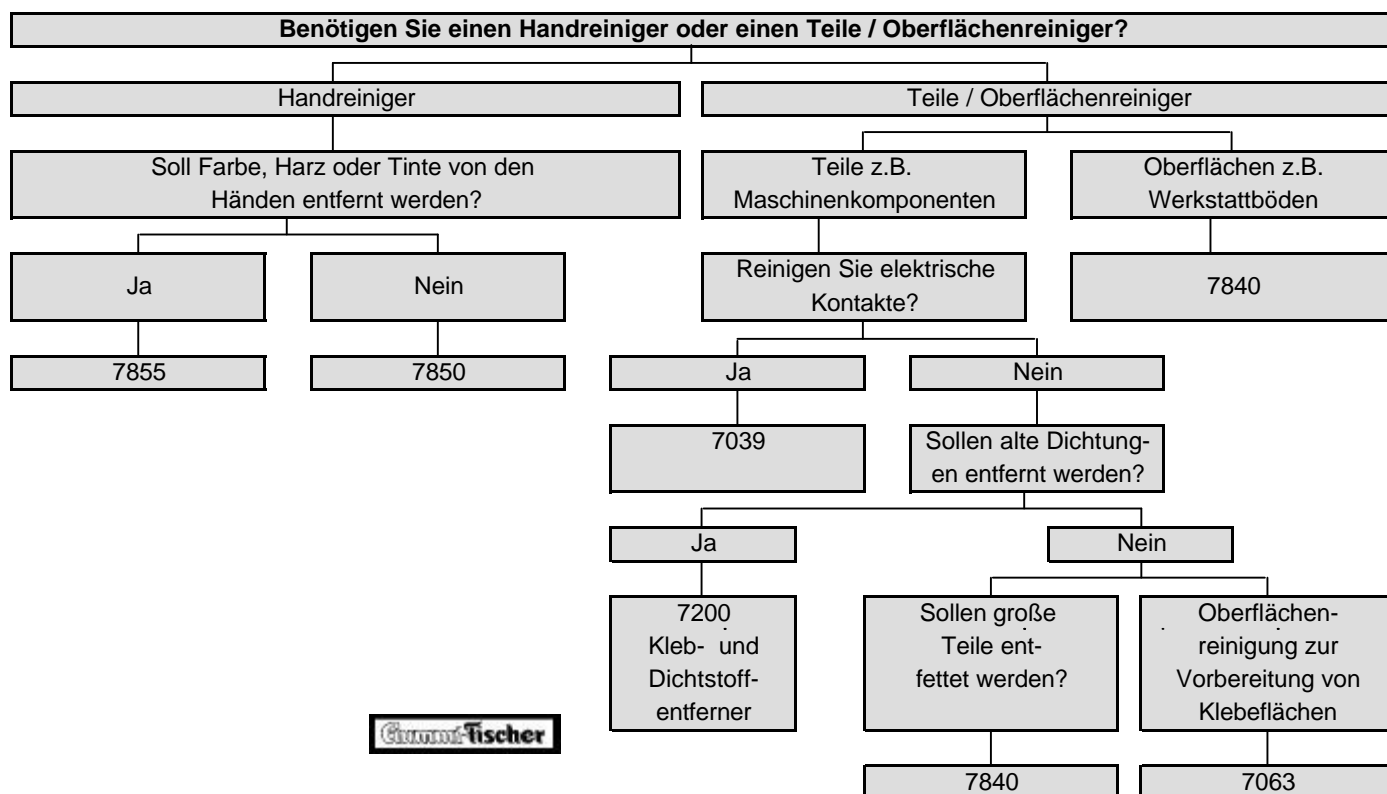 Benötigen Sie einen Handreiniger oder einen Teile / Oberflächenreiniger?
Handreiniger
Teile / Oberflächenreiniger
Soll Farbe, Harz oder Tinte von den
Händen entfernt werden?
Teile z.B.
Maschinenkomponenten
Oberflächen z.B.
Werkstattböden
Ja
Nein
Reinigen Sie elektrische
Kontakte?
7840
7855
7850
Ja
Nein
7039
Sollen alte Dichtung-
en entfernt werden?
Ja
Nein
7200
Kleb- und
Dichtstoff-
entferner
Sollen große
Teile ent-
fettet werden?
Oberflächen-
reinigung zur
Vorbereitung von
Klebeflächen
Gummi-Tischer
7840
7063